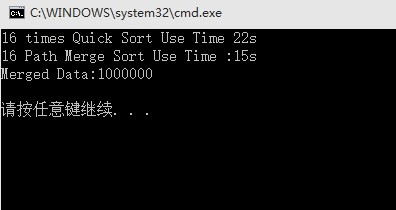 C:\WINDOWS\system32\cmd.exe
16 times Quick Sort Use Time 22s
16 Path Merge Sort Use Time :15s
Merged Data:1000000
请按任意键继续. . .